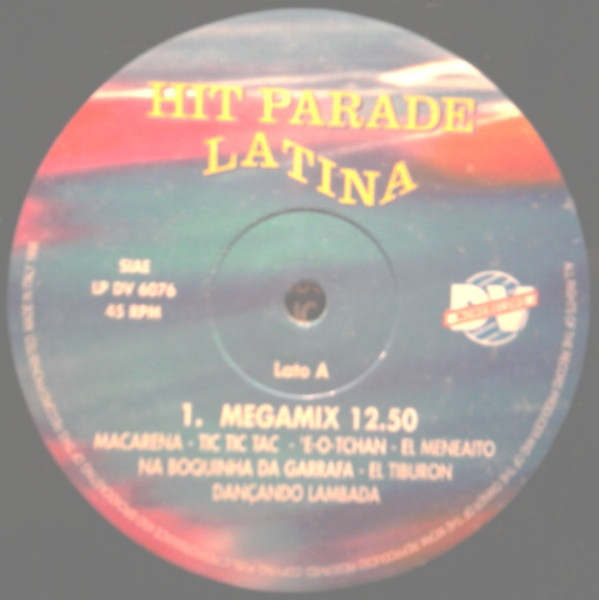 HIT PARADE
LATINA
SIAE
LP DV 6076
45 RPM
DV
Lato A
1. MEGAMIX 12.50
MACARENA - TIC TIC TAC - 'E-O-TCHAN - EL MENEAITO
NA BOQUINHA DA GARRAFA - EL TIBURON
DANÇANDO LAMBADA